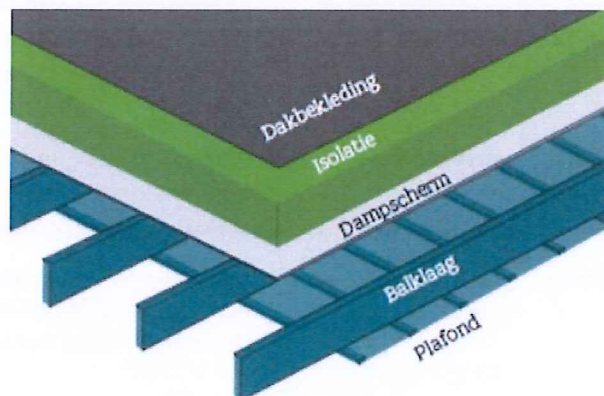 Dakbekleding
Isolatie
Dampscherm
Balklaag
Plafond